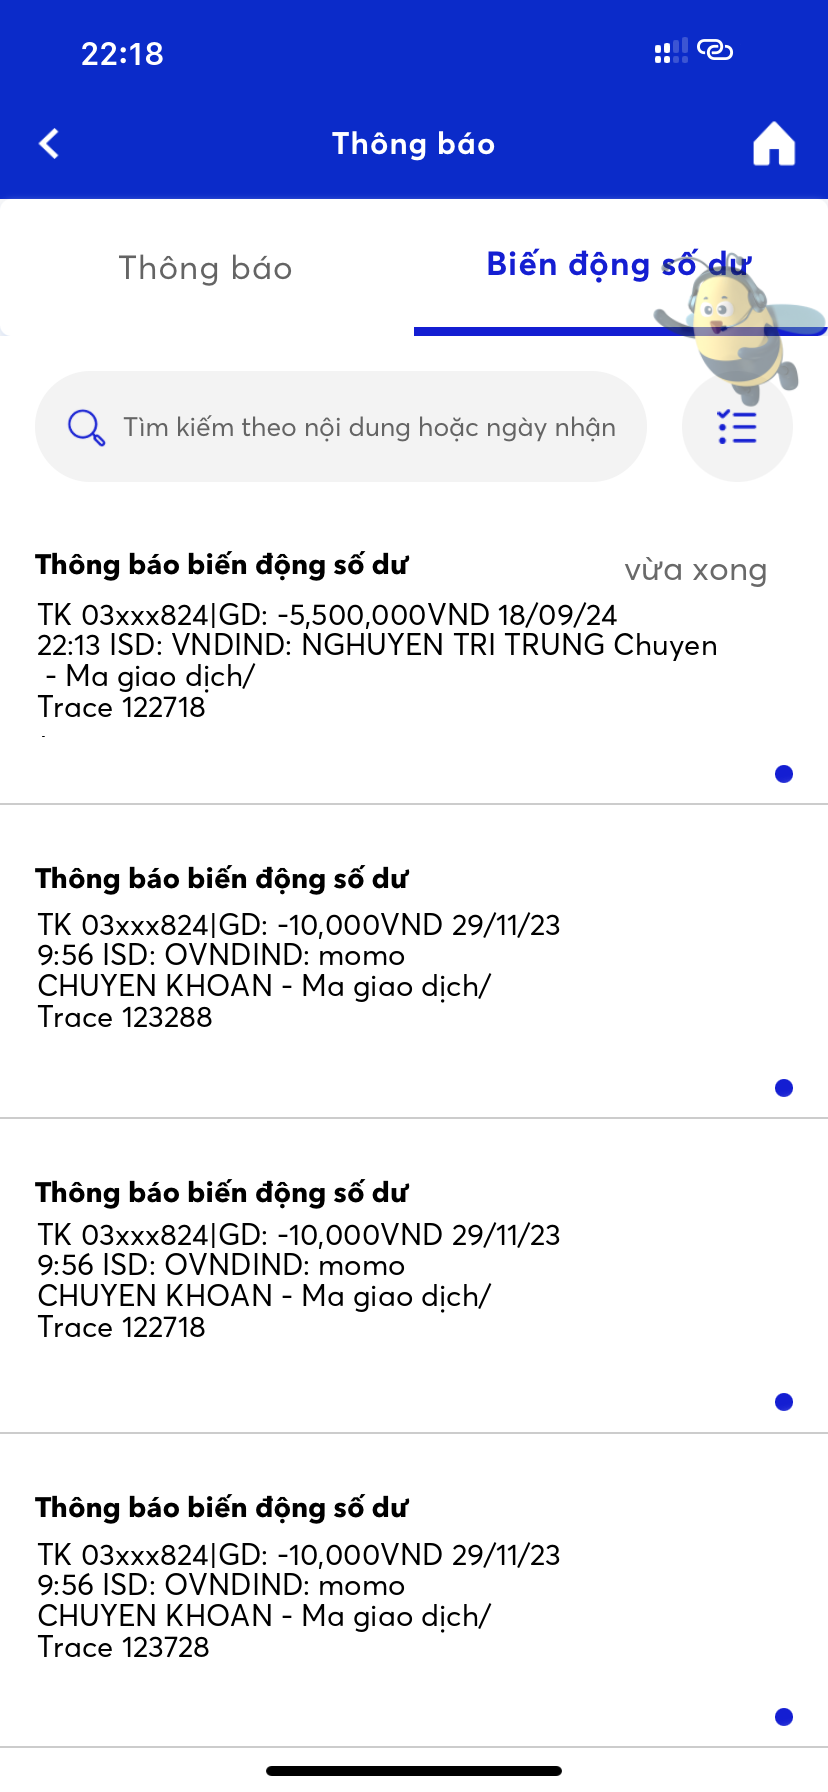 22:18
Thông báo
Thông báo
Biến động số dư
Tìm kiếm theo nội dung hoặc ngày nhận
Thông báo biến động số dư
vừa xong
TK 03xxx824|GD: -5,500,000VND 18/09/24
22:13 ISD: VNDIND: NGHUYEN TRI TRUNG Chuyen
- Ma giao dịch/
Trace 122718
Thông báo biến động số dư
TK 03xxx824|GD: -10,000VND 29/11/23
9:56 ISD: OVNDIND: momo
CHUYEN KHOAN - Ma giao dịch/
Trace 123288
Thông báo biến động số dư
TK 03xxx824|GD: -10,000VND 29/11/23
9:56 ISD: OVNDIND: momo
CHUYEN KHOAN - Ma giao dịch/
Trace 122718
Thông báo biến động số dư
TK 03xxx824|GD: -10,000VND 29/11/23
9:56 ISD: OVNDIND: momo
CHUYEN KHOAN - Ma giao dịch/
Trace 123728